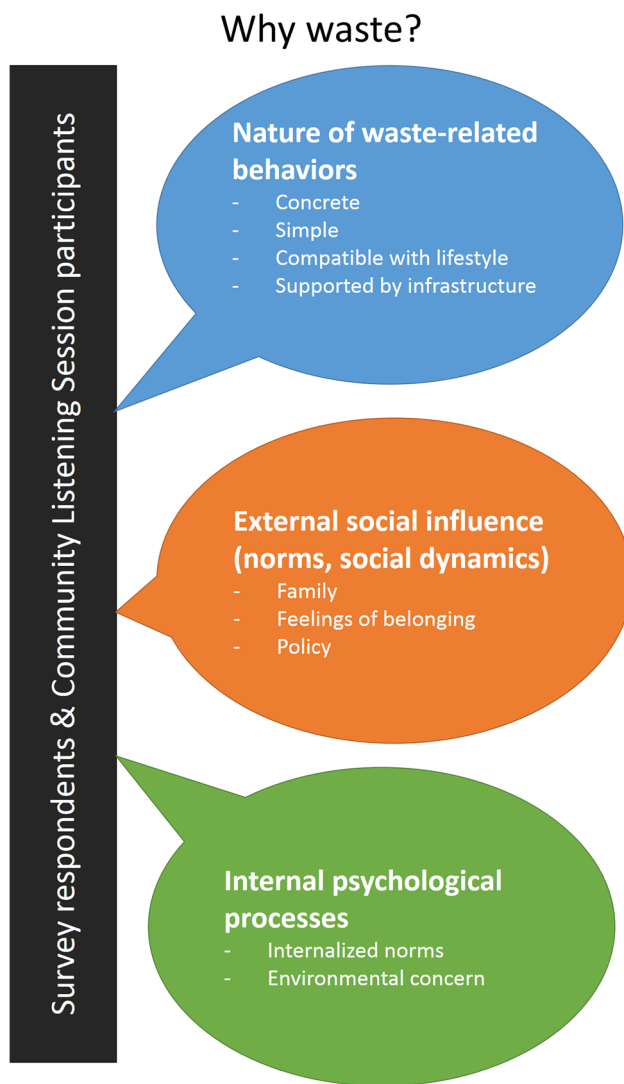 Why waste?
Survey respondents & Community Listening Session participants
Nature of waste-related
behaviors
- Concrete
- Simple
- Compatible with lifestyle
- Supported by infrastructure
External social influence
(norms, social dynamics)
- Family
- Feelings of belonging
- Policy
Internal psychological
processes
- Internalized norms
- Environmental concern